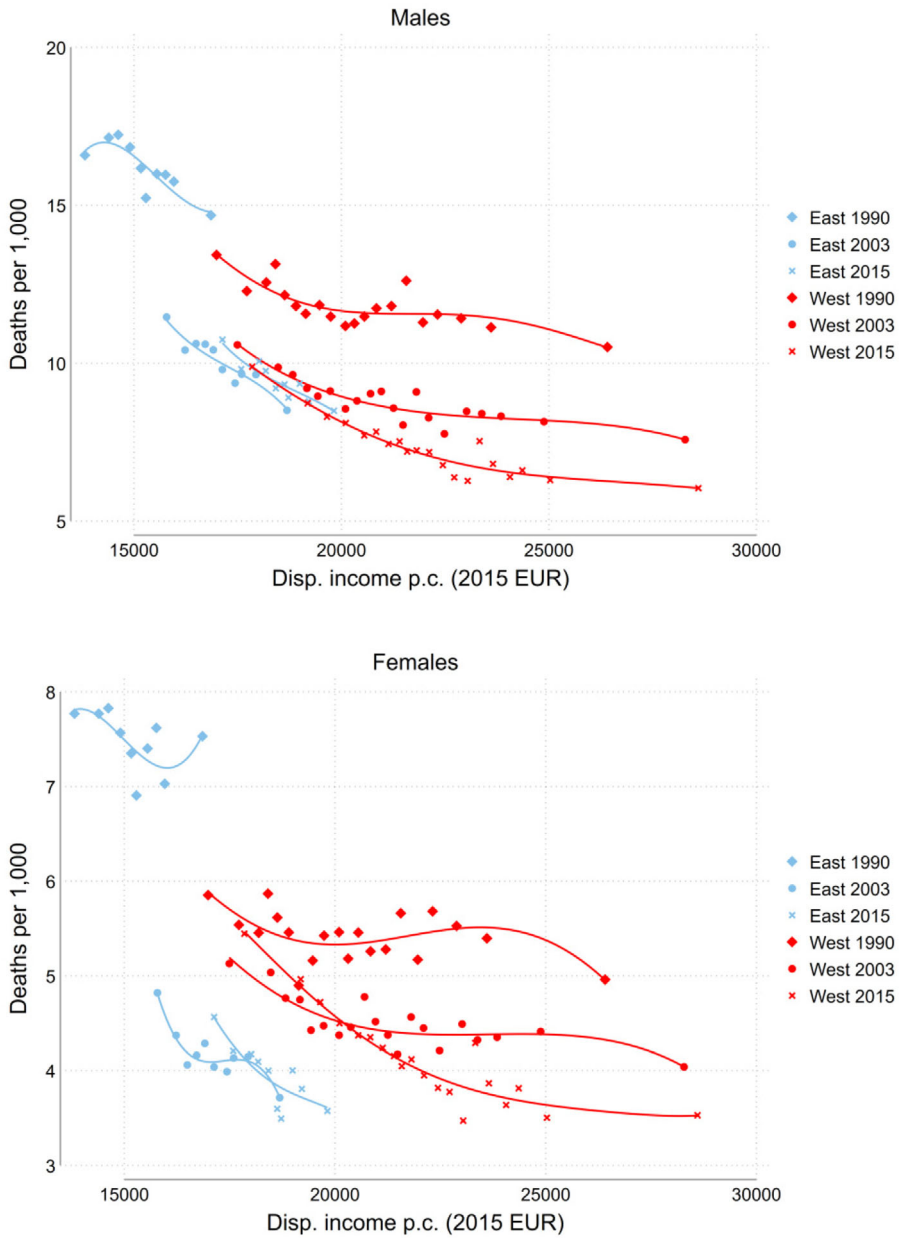 Males
Deaths per 1,000
20
15
10
5
15000 20000 25000 30000
Disp. income p.c. (2015 EUR)
East 1990
East 2003
East 2015
West 1990
West 2003
West 2015
Females
Deaths per 1,000
8
7
6
5
4
3
15000 20000 25000 30000
Disp. income p.c. (2015 EUR)
East 1990
East 2003
East 2015
West 1990
West 2003
West 2015